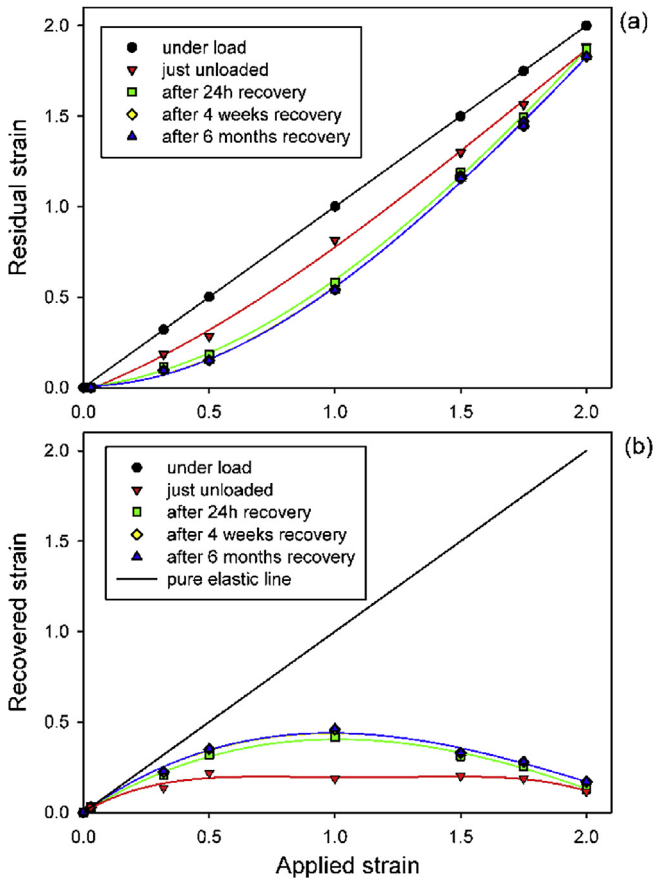 (a)
2.0
1.5
1.0
0.5
0.0
Residual strain
under load
just unloaded
after 24h recovery
after 4 weeks recovery
after 6 months recovery
0.0 0.5 1.0 1.5 2.0
(b)
2.0
1.5
1.0
0.5
0.0
Recovered strain
under load
just unloaded
after 24h recovery
after 4 weeks recovery
after 6 months recovery
pure elastic line
0.0 0.5 1.0 1.5 2.0
Applied strain